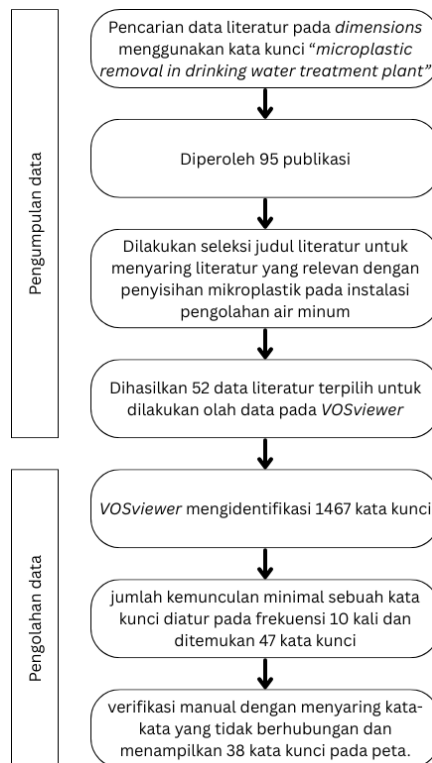 Pengumpulan data
Pencarian data literatur pada dimensions
menggunakan kata kunci “microplastic
removal in drinking water treatment plant”
Diperoleh 95 publikasi
Dilakukan seleksi judul literatur untuk
menyaring literatur yang relevan dengan
penyisihan mikroplastik pada instalasi
pengolahan air minum
Dihasilkan 52 data literatur terpilih untuk
dilakukan olah data pada VOSviewer
Pengolahan data
VOSviewer mengidentifikasi 1467 kata kunci
jumlah kemunculan minimal sebuah kata
kunci diatur pada frekuensi 10 kali dan
ditemukan 47 kata kunci
verifikasi manual dengan menyaring kata-
kata yang tidak berhubungan dan
menampilkan 38 kata kunci pada peta.